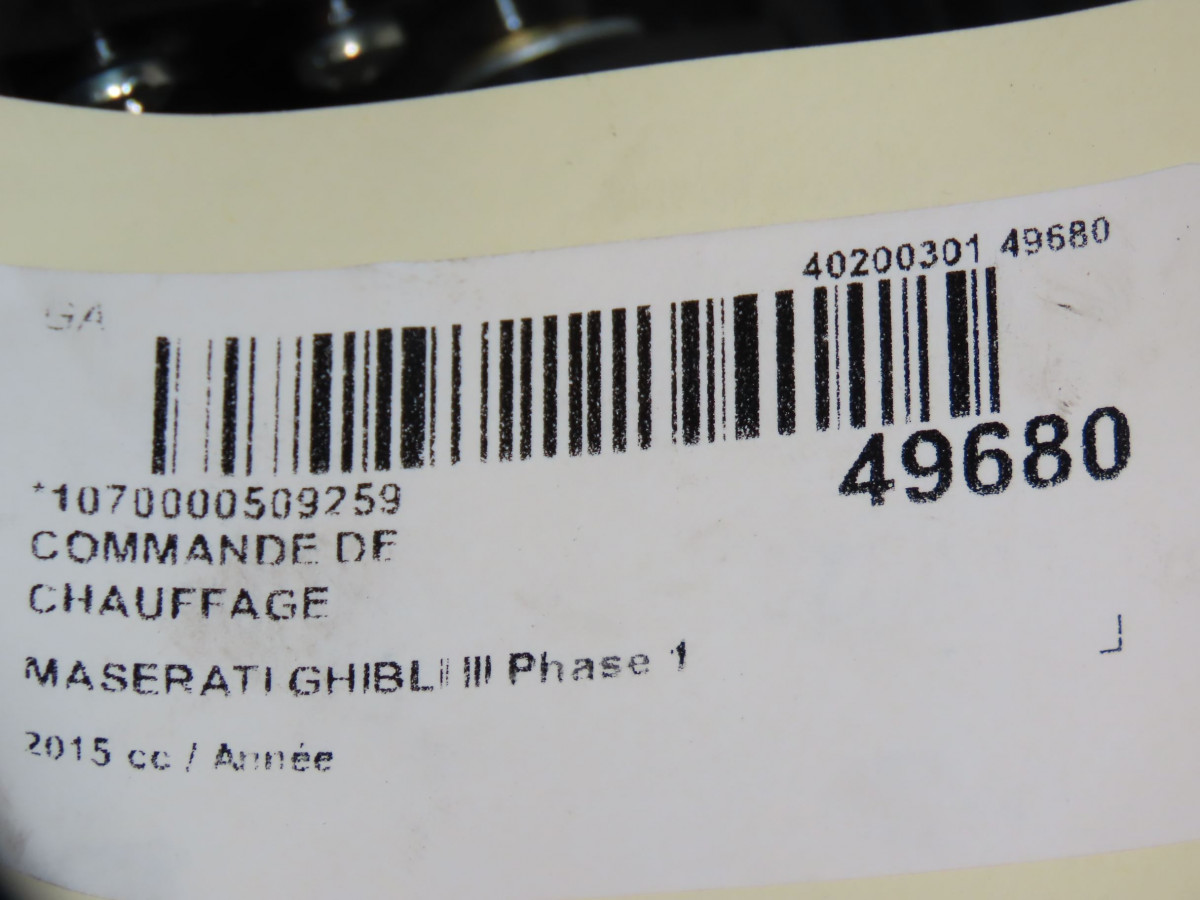 40200301 49680
GA
49680
*1070000509259
COMMANDE DE
CHAUFFAGE
MASERATI GHIBLI III Phase 1
2015 cc / Année